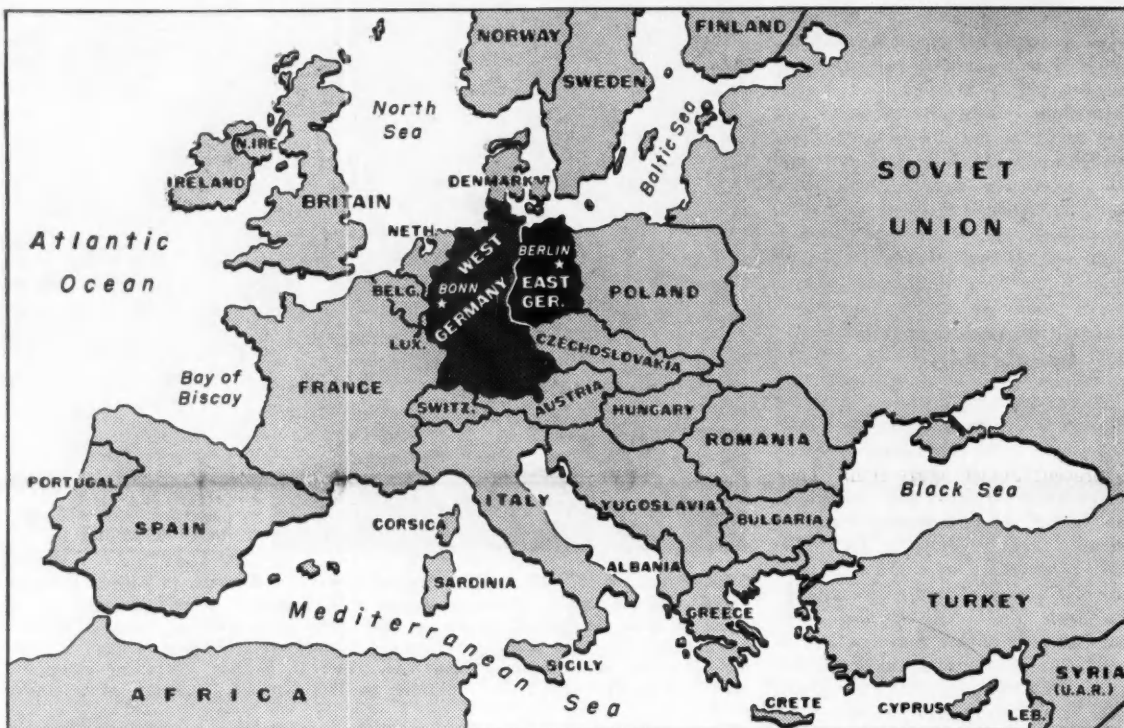 NORWAY
FINLAND
SWEDEN
North
Sea
Baltic Sea
N.IRE.
IRELAND
BRITAIN
DENMARK
SOVIET
UNION
Atlantic
Ocean
NETH.
WEST
GERMANY
BERLIN
EAST
GER.
BONN
BELG.
POLAND
LUX.
CZECHOSLOVAKIA
Bay of
Biscay
FRANCE
SWITZ.
AUSTRIA
HUNGARY
ROMANIA
PORTUGAL
SPAIN
ITALY
YUGOSLAVIA
BULGARIA
Black Sea
CORSICA
SARDINIA
ALBANIA
GREECE
TURKEY
Mediterranean Sea
SICILY
AFRICA
CRETE
CYPRUS
SYRIA
(U.A.R.)
LEB.